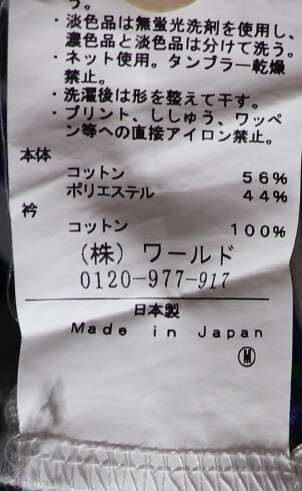 う。
・淡色品は無蛍光洗剤を使用し、
濃色品と淡色品は分けて洗う。
・ネット使用。タンブラー乾燥
禁止。
・洗濯後は形を整えて干す。
・プリント、ししゅう、ワッペ
ン等への直接アイロン禁止。
本体
コットン 56%
ポリエステル 44%
衿
コットン 100%
(株) ワールド
0120-977-917
日本製
Made in Japan
Ⓜ